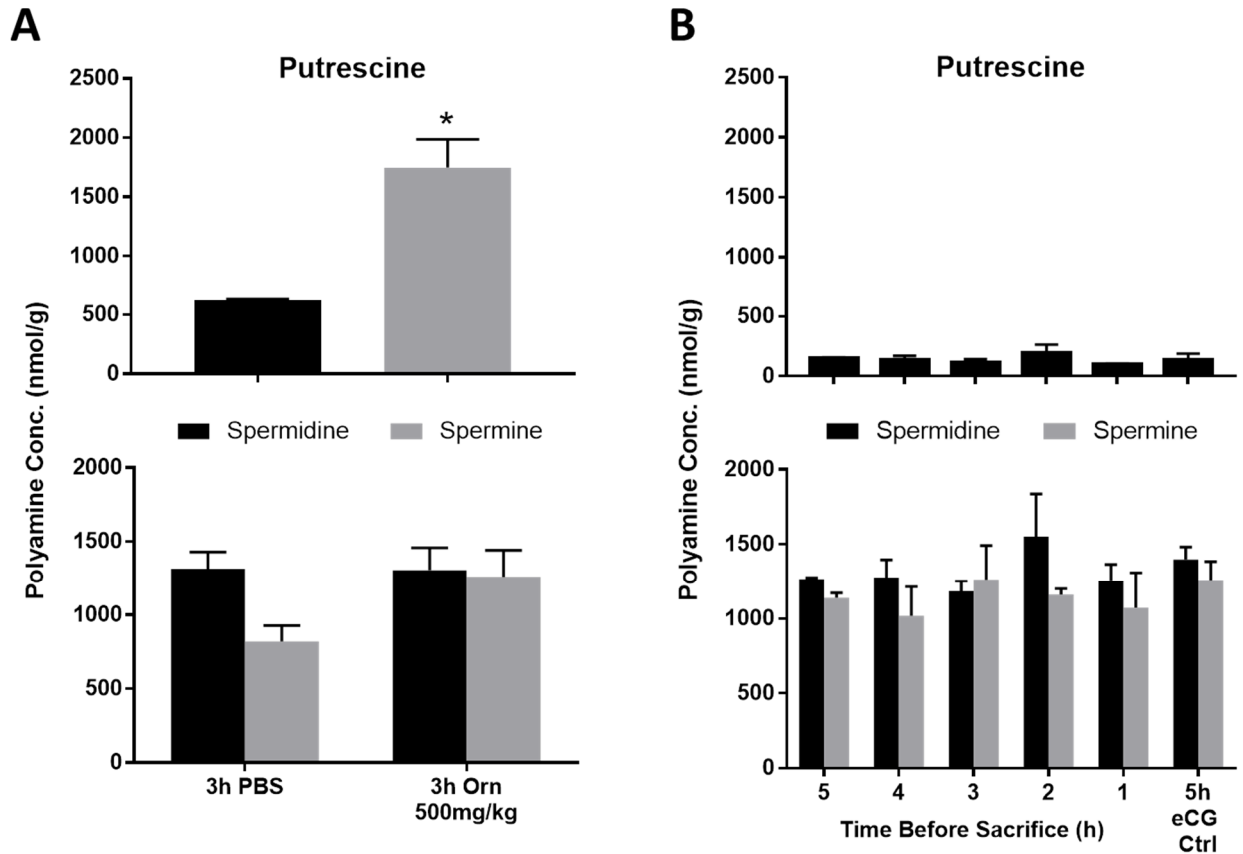 A
Putrescine
2500
2000
1500
1000
500
0
*
Polyamine Conc. (nmol/g)
Spermidine
Spermine
2000
1500
1000
500
0
3h PBS
3h Orn
500mg/kg
B
Putrescine
2500
2000
1500
1000
500
0
Polyamine Conc. (nmol/g)
Spermidine
Spermine
2000
1500
1000
500
0
5 4 3 2 1 5h
eCG
Ctrl
Time Before Sacrifice (h)